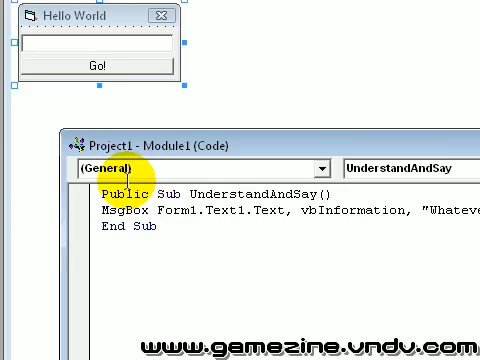 Hello World
Go!
Project1 - Module1 (Code)
(General) UnderstandAndSay
Public Sub UnderstandAndSay()
MsgBox Form1.Text1.Text, vbInformation, "Whateve
End Sub
www.gamezine.vndv.com